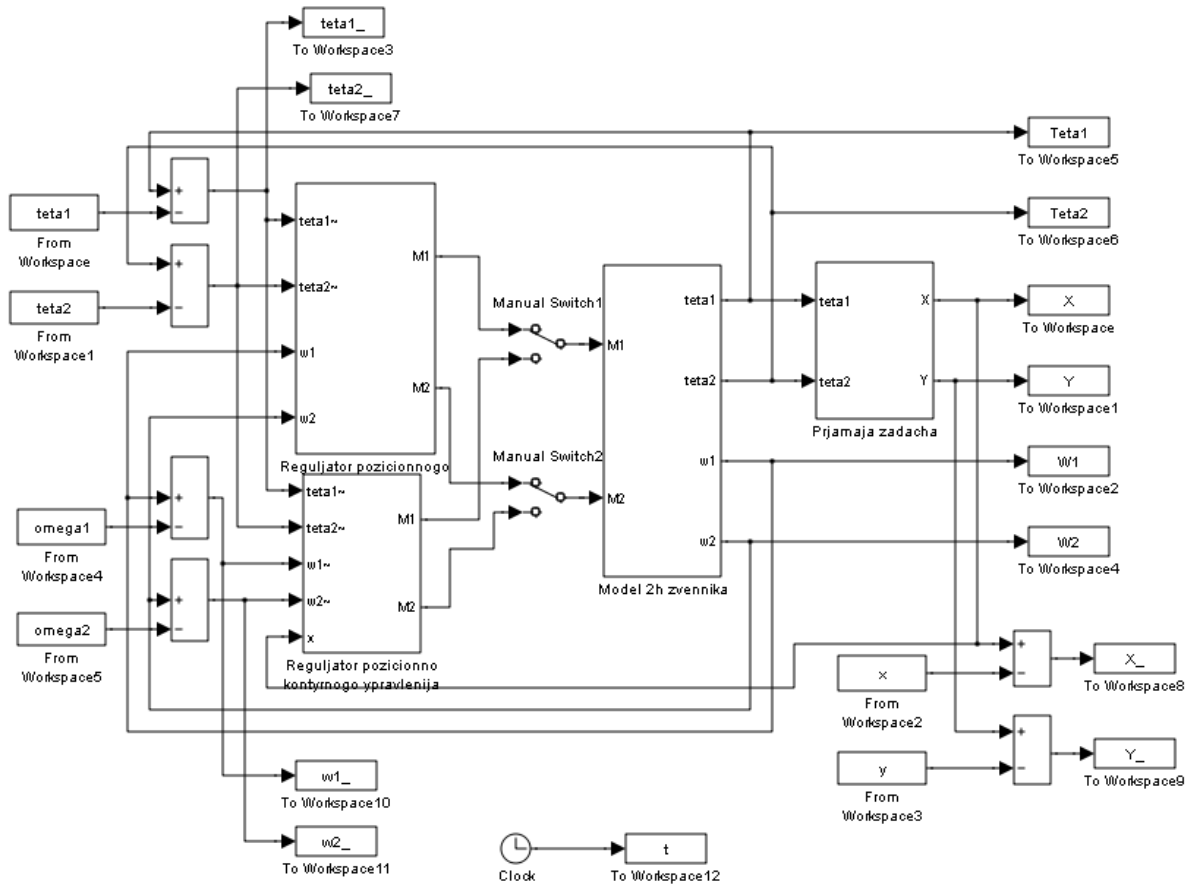 teta1_
To Workspace3
teta2_
To Workspace7
Teta1
To Workspace5
teta1
From
Workspace
+
−
Teta2
To Workspace6
teta2
From
Workspace1
+
−
teta1~
teta2~
w1
w2
M1
M2
Reguljator pozicionnogo
Manual Switch1
Manual Switch2
M1
M2
teta1
teta2
w1
w2
Model 2h zvennika
teta1
teta2
X
Y
Prjamaja zadacha
X
To Workspace
Y
To Workspace1
W1
To Workspace2
W2
To Workspace4
omega1
From
Workspace4
+
−
omega2
From
Workspace5
+
−
teta1~
teta2~
w1~
w2~
x
M1
M2
Reguljator pozicionno
kontyrnogo ypravlenija
x
From
Workspace2
+
−
X_
To Workspace8
y
From
Workspace3
+
−
Y_
To Workspace9
w1_
To Workspace10
w2_
To Workspace11
Clock
t
To Workspace12